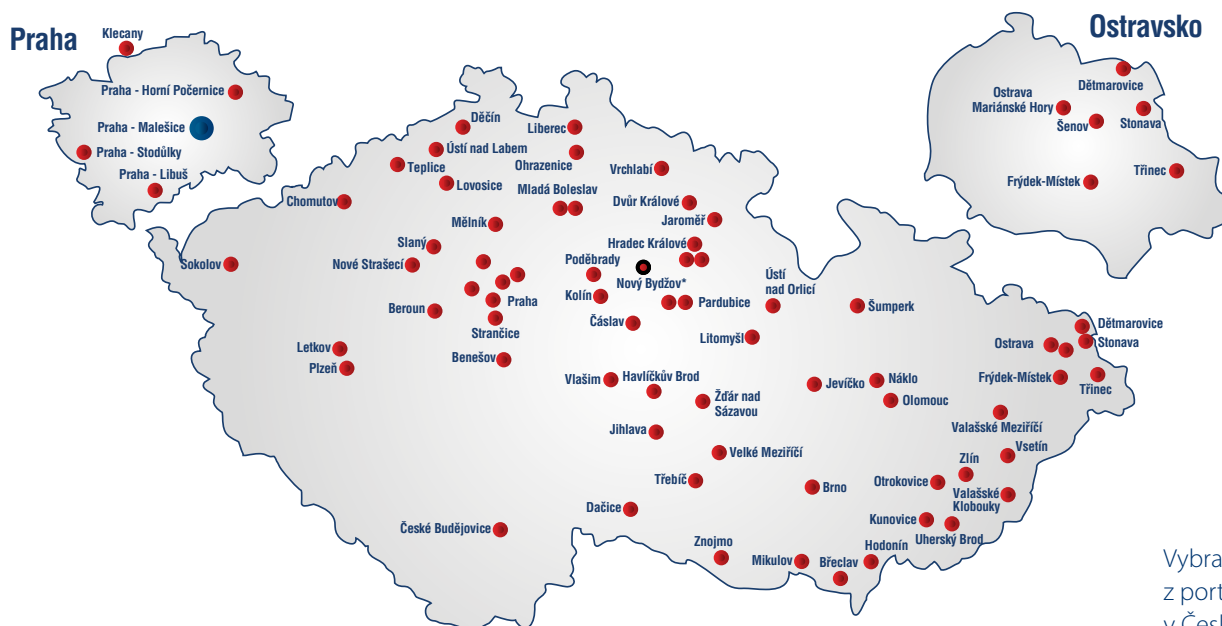 Praha
Klecany
Praha - Horní Počernice
Praha - Malešice
Praha - Stodůlky
Praha - Libuš
Ostravsko
Dětmarovice
Ostrava
Mariánské Hory
Šenov
Stonava
Třinec
Frýdek-Místek
Děčín
Liberec
Ústí nad Labem
Ohrazenice
Teplice
Vrchlabí
Lovosice
Mladá Boleslav
Chomutov
Dvůr Králové
Mělník
Jaroměř
Slaný
Hradec Králové
Sokolov
Nové Strašecí
Poděbrady
Nový Bydžov*
Ústí
nad Orlicí
Kolín
Praha
Pardubice
Šumperk
Beroun
Strančice
Čáslav
Litomyšl
Dětmarovice
Stonava
Ostrava
Letkov
Benešov
Plzeň
Vlašim
Havlíčkův Brod
Jevíčko
Náklo
Frýdek-Místek
Třinec
Žďár nad
Sázavou
Olomouc
Valašské Meziříčí
Jihlava
Velké Meziříčí
Vsetín
Zlín
Třebíč
Brno
Otrokovice
Valašské
Klobouky
Dačice
České Budějovice
Kunovice
Uherský Brod
Znojmo
Mikulov
Břeclav
Hodonín
Vybra
z port
v Česk